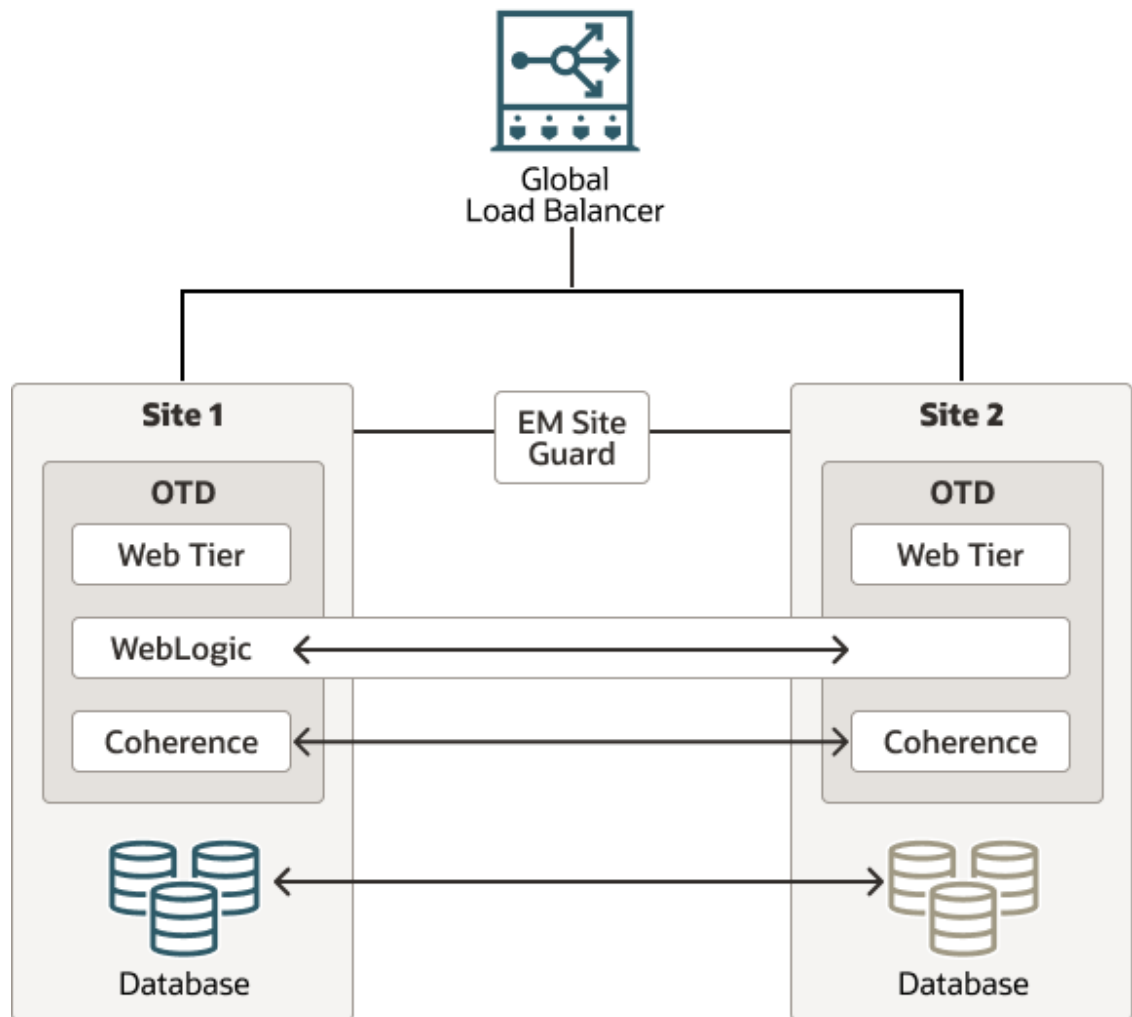 Global
Load Balancer
Site 1
EM Site
Guard
Site 2
OTD
OTD
Web Tier
Web Tier
WebLogic
Coherence
Coherence
Database
Database